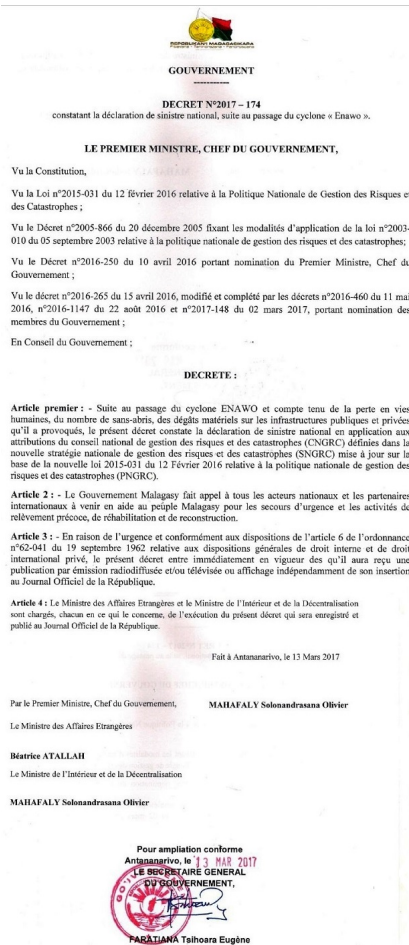 REPOBLIKAN'I MADAGASIKARA
Fitiavana - Tanindrazana - Fandrosoana
GOUVERNEMENT
-----------
DECRET N°2017 – 174
constatant la déclaration de sinistre national, suite au passage du cyclone « Enawo ».
LE PREMIER MINISTRE, CHEF DU GOUVERNEMENT,
Vu la Constitution,
Vu la Loi n°2015-031 du 12 février 2016 relative à la Politique Nationale de Gestion des Risques et
des Catastrophes ;
Vu le Décret n°2005-866 du 20 décembre 2005 fixant les modalités d'application de la loi n°2003-
010 du 05 septembre 2003 relative à la politique nationale de gestion des risques et des catastrophes;
Vu le Décret n°2016-250 du 10 avril 2016 portant nomination du Premier Ministre, Chef du
Gouvernement ;
Vu le décret n°2016-265 du 15 avril 2016, modifié et complété par les décrets n°2016-460 du 11 mai
2016, n°2016-1147 du 22 août 2016 et n°2017-148 du 02 mars 2017, portant nomination des
membres du Gouvernement ;
En Conseil du Gouvernement ;
DECRETE :
Article premier : - Suite au passage du cyclone ENAWO et compte tenu de la perte en vies
humaines, du nombre de sans-abris, des dégâts matériels sur les infrastructures publiques et privées
qu'il a provoqués, le présent décret constate la déclaration de sinistre national en application aux
attributions du conseil national de gestion des risques et des catastrophes (CNGRC) définies dans la
nouvelle stratégie nationale de gestion des risques et des catastrophes (SNGRC) mise à jour sur la
base de la nouvelle loi 2015-031 du 12 Février 2016 relative à la politique nationale de gestion des
risques et des catastrophes (PNGRC).
Article 2 : - Le Gouvernement Malagasy fait appel à tous les acteurs nationaux et les partenaires
internationaux à venir en aide au peuple Malagasy pour les secours d'urgence et les activités de
relèvement précoce, de réhabilitation et de reconstruction.
Article 3 : - En raison de l'urgence et conformément aux dispositions de l'article 6 de l'ordonnance
n°62-041 du 19 septembre 1962 relative aux dispositions générales de droit interne et de droit
international privé, le présent décret entre immédiatement en vigueur des qu'il aura reçu une
publication par émission radiodiffusée et/ou télévisée ou affichage indépendamment de son insertion
au Journal Officiel de la République.
Article 4 : Le Ministre des Affaires Etrangères et le Ministre de l'Intérieur et de la Décentralisation
sont chargés, chacun en ce qui le concerne, de l'exécution du présent décret qui sera enregistré et
publié au Journal Officiel de la République.
Fait à Antananarivo, le 13 Mars 2017
Par le Premier Ministre, Chef du Gouvernement,
MAHAFALY Solonandrasana Olivier
Le Ministre des Affaires Etrangères
Béatrice ATALLAH
Le Ministre de l'Intérieur et de la Décentralisation
MAHAFALY Solonandrasana Olivier
Pour ampliation conforme
Antananarivo, le 13 MAR 2017
LE SECRETAIRE GENERAL
DU GOUVERNEMENT,
FARATIANA Tsihoara Eugène